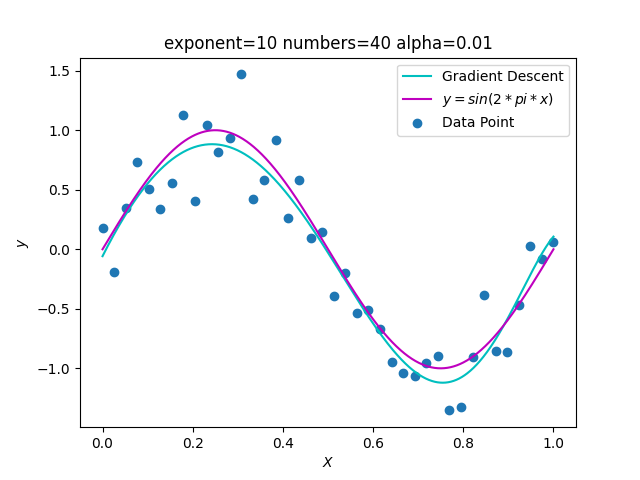 exponent=10 numbers=40 alpha=0.01
Gradient Descent
y = sin(2 * pi * x)
Data Point
1.5
1.0
0.5
0.0
−0.5
−1.0
y
0.0 0.2 0.4 0.6 0.8 1.0
X